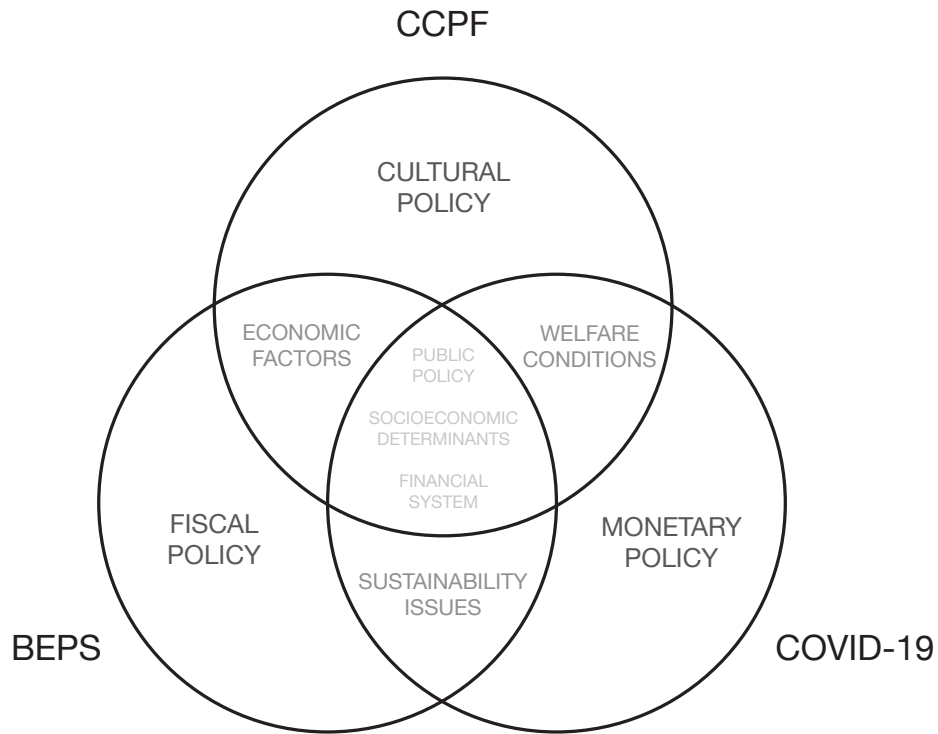 CCPF
CULTURAL
POLICY
ECONOMIC
FACTORS
WELFARE
CONDITIONS
PUBLIC
POLICY
SOCIOECONOMIC
DETERMINANTS
FINANCIAL
SYSTEM
FISCAL
POLICY
MONETARY
POLICY
SUSTAINABILITY
ISSUES
BEPS
COVID-19